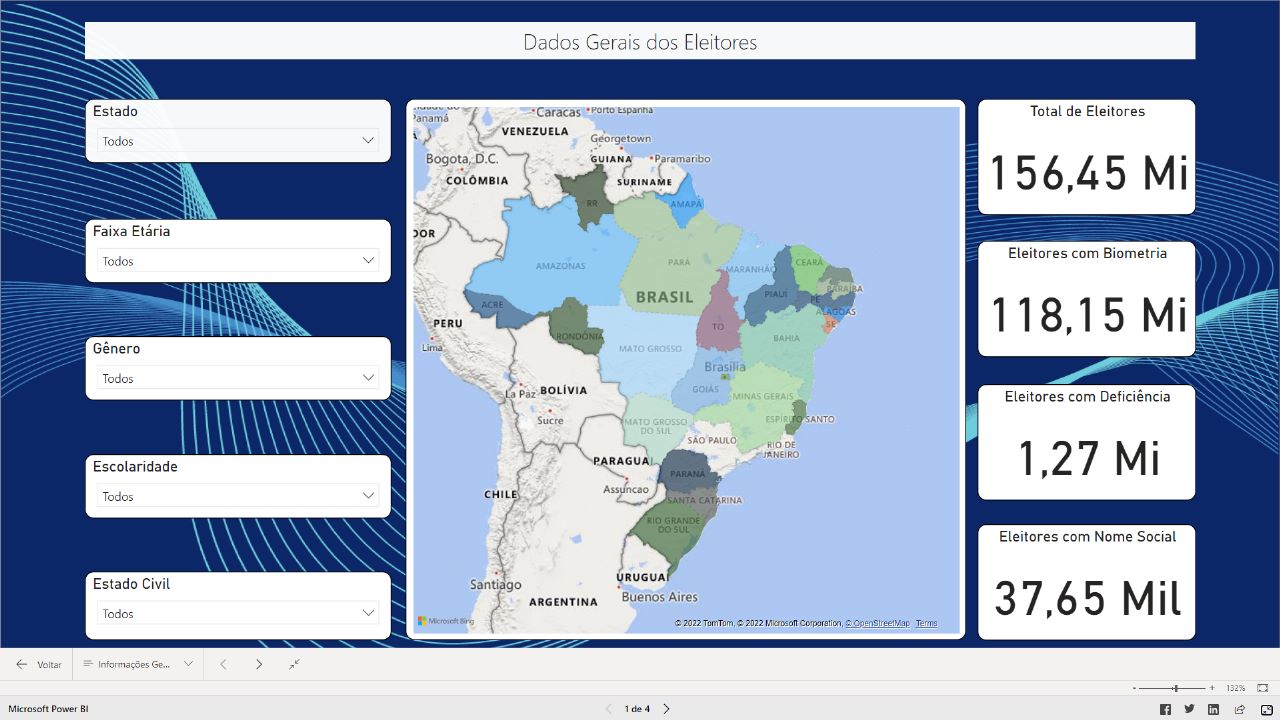 Dados Gerais dos Eleitores
Estado
Todos
Faixa Etária
Todos
Gênero
Todos
Escolaridade
Todos
Estado Civil
Todos
Panamá
Caracas
Porto Espanha
VENEZUELA
Georgetown
Bogota, D.C.
GUIANA
Paramaribo
COLÔMBIA
SURINAME
RR
AMAPÁ
DOR
AMAZONAS
PARÁ
MARANHÃO
CEARÁ
PARAÍBA
BRASIL
PIAUÍ
PE
ACRE
ALAGOAS
PERU
TO
SE
RONDÔNIA
BAHIA
Lima
MATO GROSSO
Brasília
BOLÍVIA
GOIÁS
La Paz
MINAS GERAIS
Sucre
MATO GROSSO
DO SUL
ESPÍRITO SANTO
SÃO PAULO
RIO DE
JANEIRO
PARAGUAI
PARANÁ
Assuncao
CHILE
SANTA CATARINA
RIO GRANDE
DO SUL
Santiago
URUGUAI
ARGENTINA
Buenos Aires
Microsoft Bing
© 2022 TomTom, © 2022 Microsoft Corporation, © OpenStreetMap Terms
Total de Eleitores
156,45 Mi
Eleitores com Biometria
118,15 Mi
Eleitores com Deficiência
1,27 Mi
Eleitores com Nome Social
37,65 Mil
Voltar
Informações Ge...
- + 132%
Microsoft Power BI
1 de 4